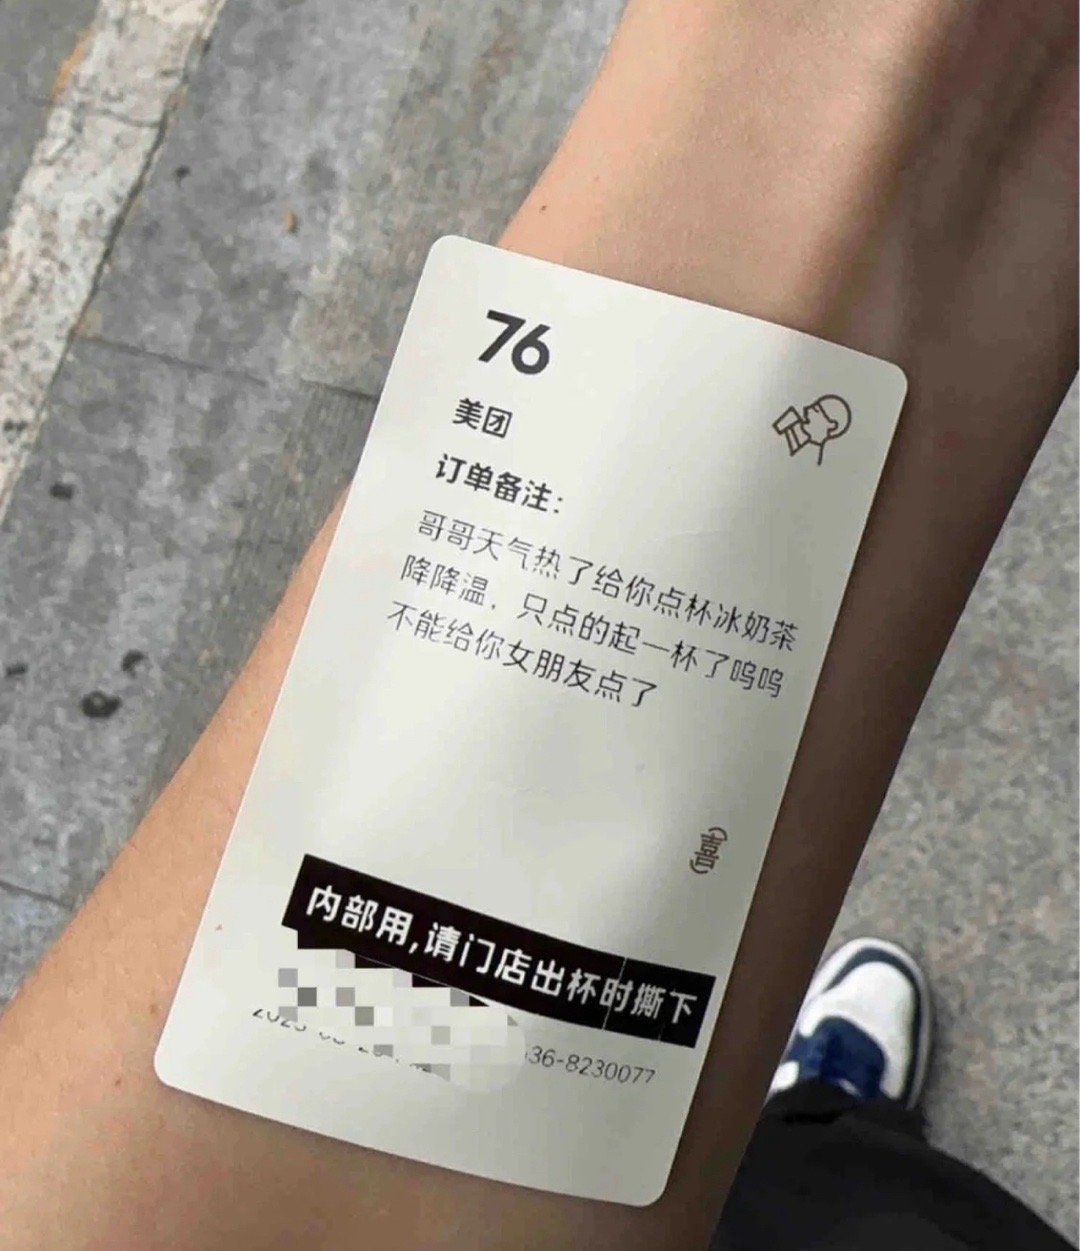 76
美团
订单备注：
哥哥天气热了给你点杯冰奶茶
降降温，只点的起一杯了呜呜
不能给你女朋友点了
喜
内部用,请门店出杯时撕下
36-8230077